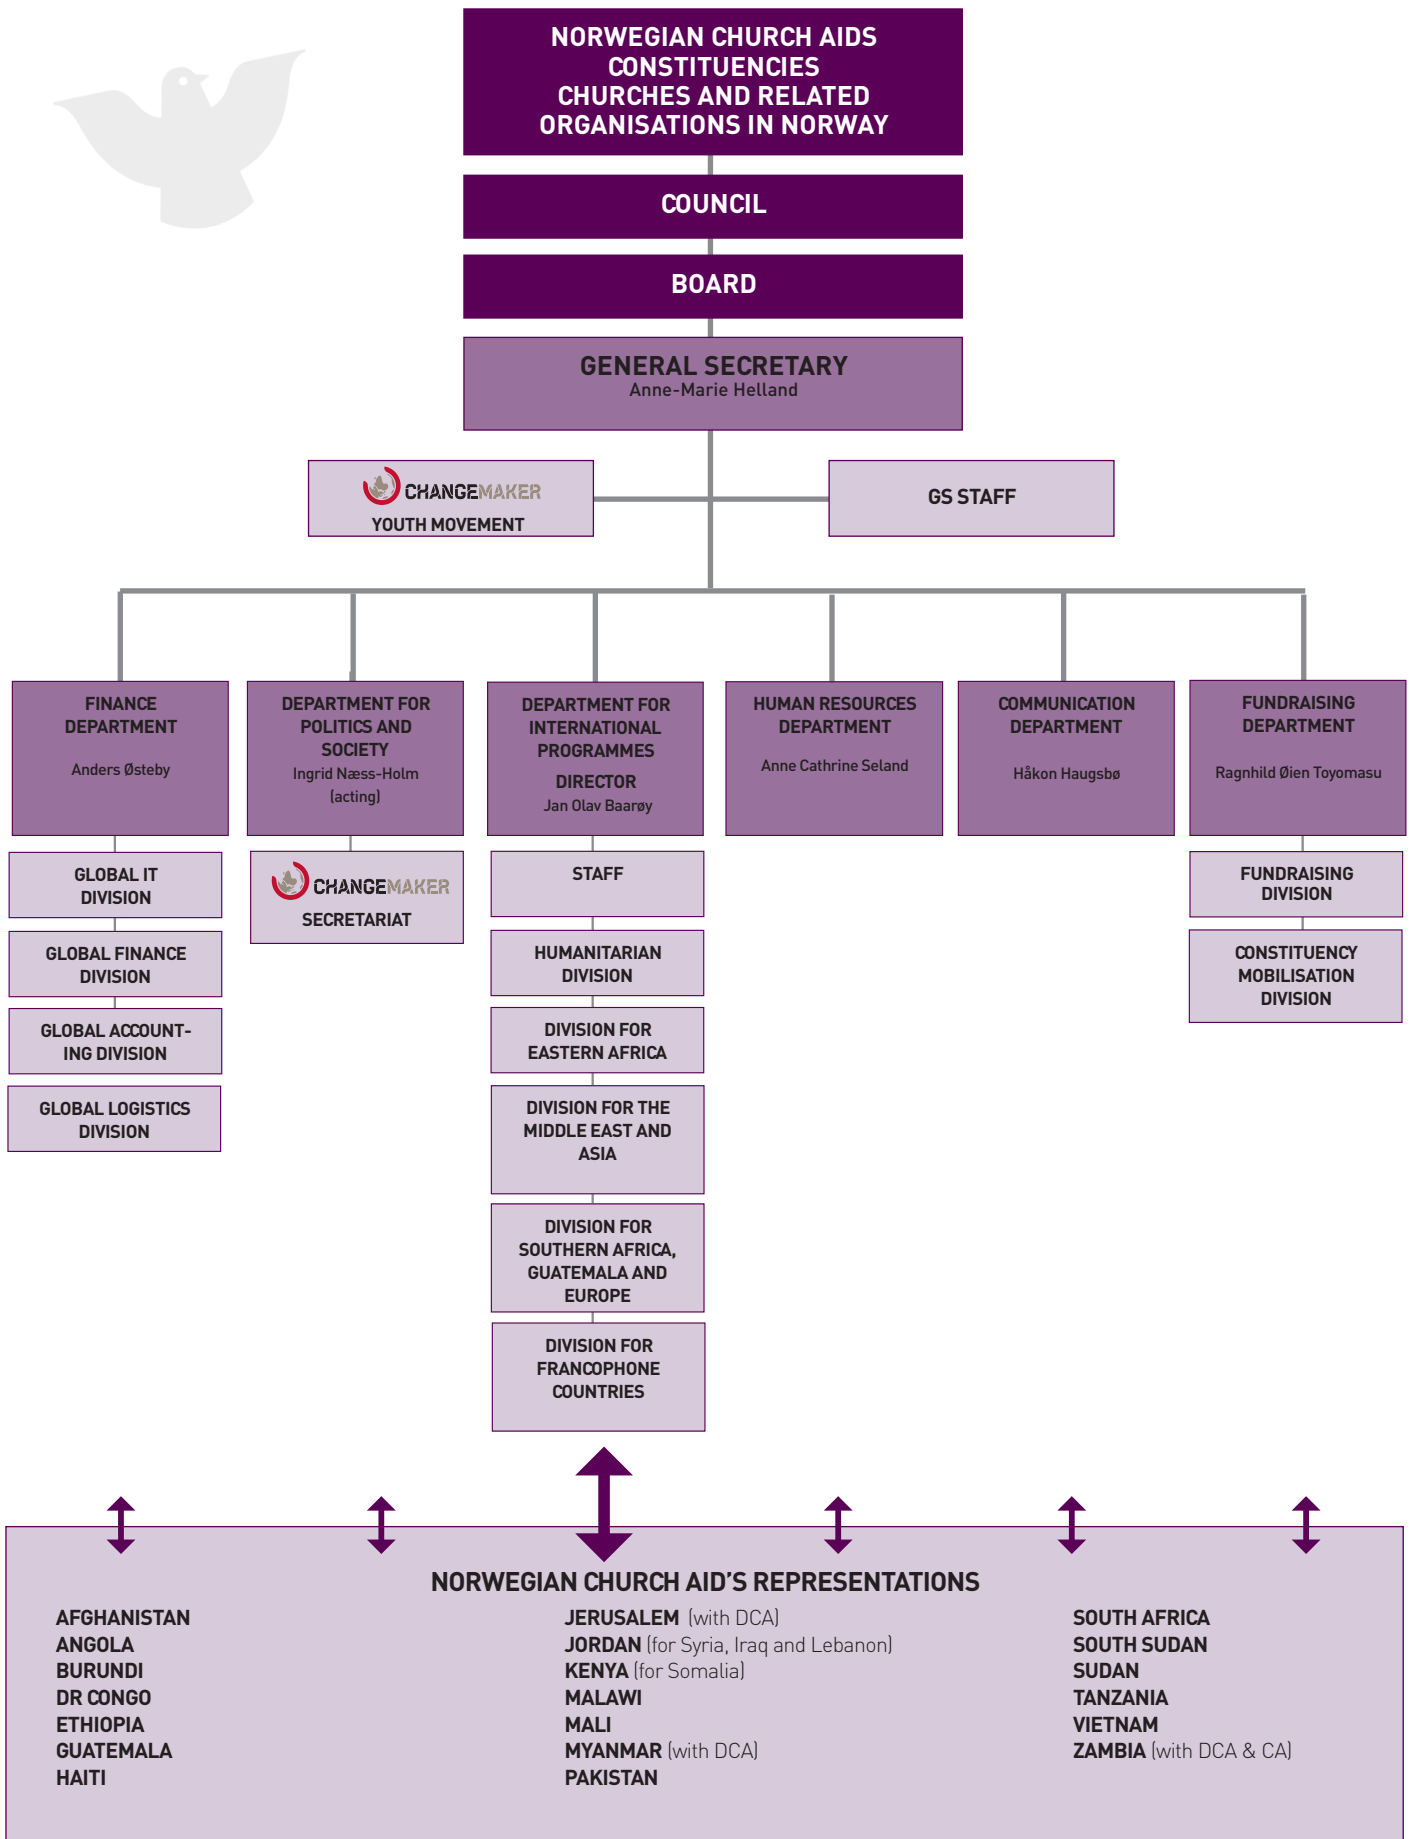 NORWEGIAN CHURCH AIDS
CONSTITUENCIES
CHURCHES AND RELATED
ORGANISATIONS IN NORWAY
COUNCIL
BOARD
GENERAL SECRETARY
Anne-Marie Helland
CHANGEMAKER
YOUTH MOVEMENT
GS STAFF
FINANCE
DEPARTMENT
Anders Østeby
DEPARTMENT FOR
POLITICS AND
SOCIETY
Ingrid Næss-Holm
(acting)
DEPARTMENT FOR
INTERNATIONAL
PROGRAMMES
DIRECTOR
Jan Olav Baarøy
HUMAN RESOURCES
DEPARTMENT
Anne Cathrine Seland
COMMUNICATION
DEPARTMENT
Håkon Haugsbø
FUNDRAISING
DEPARTMENT
Ragnhild Øien Toyomasu
GLOBAL IT
DIVISION
GLOBAL FINANCE
DIVISION
GLOBAL ACCOUNT-
ING DIVISION
GLOBAL LOGISTICS
DIVISION
CHANGEMAKER
SECRETARIAT
STAFF
HUMANITARIAN
DIVISION
DIVISION FOR
EASTERN AFRICA
DIVISION FOR THE
MIDDLE EAST AND
ASIA
DIVISION FOR
SOUTHERN AFRICA,
GUATEMALA AND
EUROPE
DIVISION FOR
FRANCOPHONE
COUNTRIES
FUNDRAISING
DIVISION
CONSTITUENCY
MOBILISATION
DIVISION
NORWEGIAN CHURCH AID'S REPRESENTATIONS
AFGHANISTAN
ANGOLA
BURUNDI
DR CONGO
ETHIOPIA
GUATEMALA
HAITI
JERUSALEM (with DCA)
JORDAN (for Syria, Iraq and Lebanon)
KENYA (for Somalia)
MALAWI
MALI
MYANMAR (with DCA)
PAKISTAN
SOUTH AFRICA
SOUTH SUDAN
SUDAN
TANZANIA
VIETNAM
ZAMBIA (with DCA & CA)